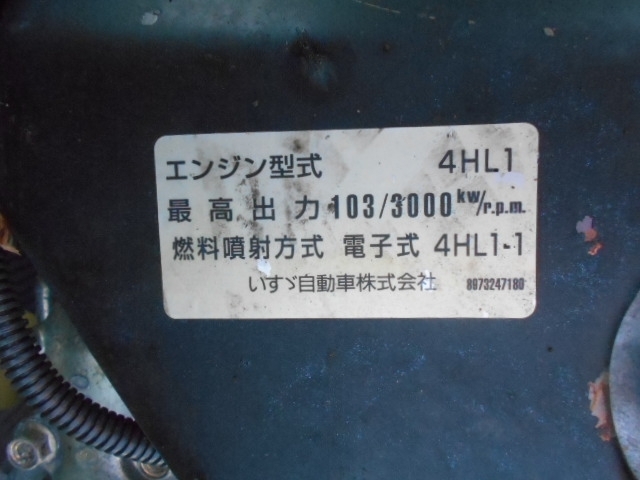 エンジン型式 4HL1
最高出力 103/3000 kw/r.p.m.
燃料噴射方式 電子式 4HL1-1
いすゞ自動車株式会社 8973247180